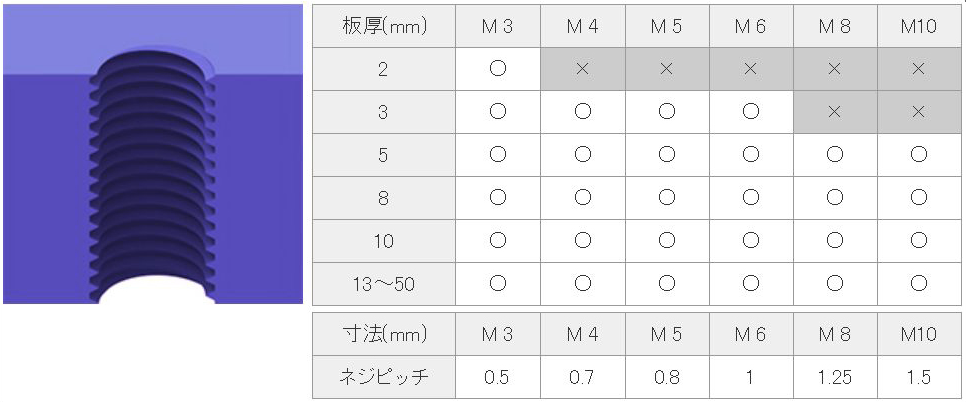 板厚(mm) M 3 M 4 M 5 M 6 M 8 M10
2 ○ × × × × ×
3 ○ ○ ○ ○ × ×
5 ○ ○ ○ ○ ○ ○
8 ○ ○ ○ ○ ○ ○
10 ○ ○ ○ ○ ○ ○
13～50 ○ ○ ○ ○ ○ ○
寸法(mm) M 3 M 4 M 5 M 6 M 8 M10
ネジピッチ 0.5 0.7 0.8 1 1.25 1.5